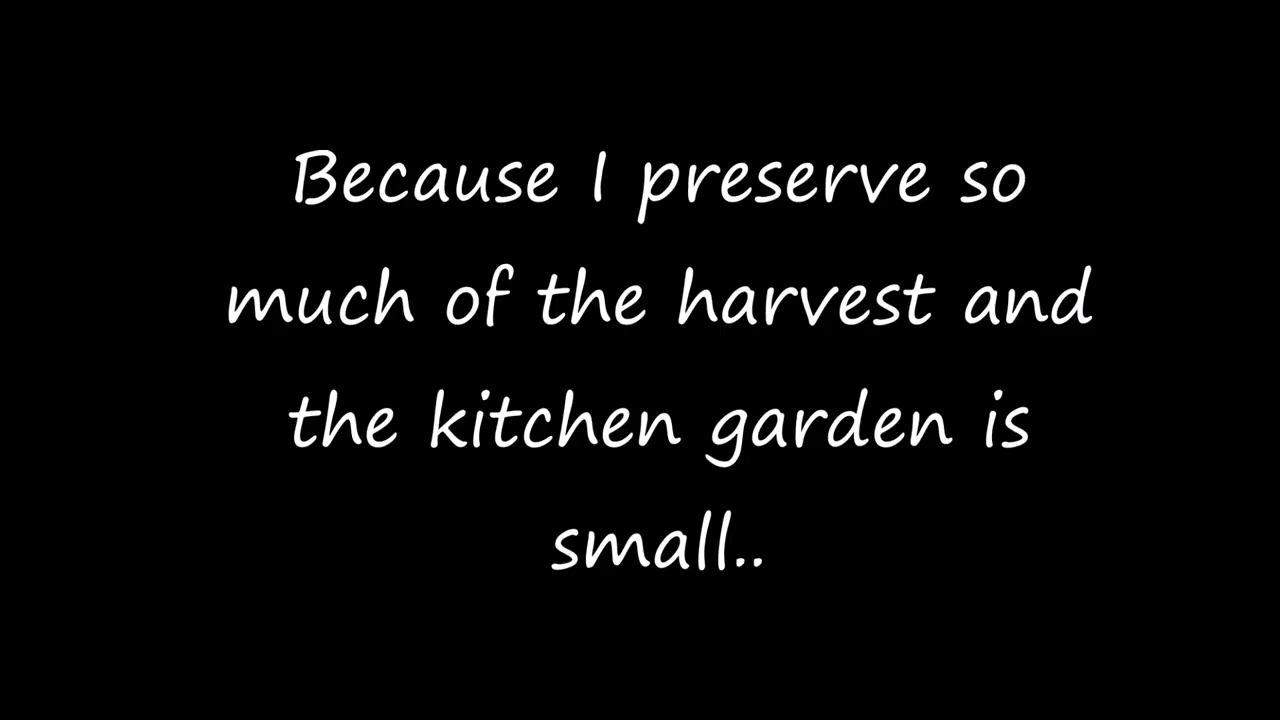 Because I preserve so
much of the harvest and
the kitchen garden is
small..